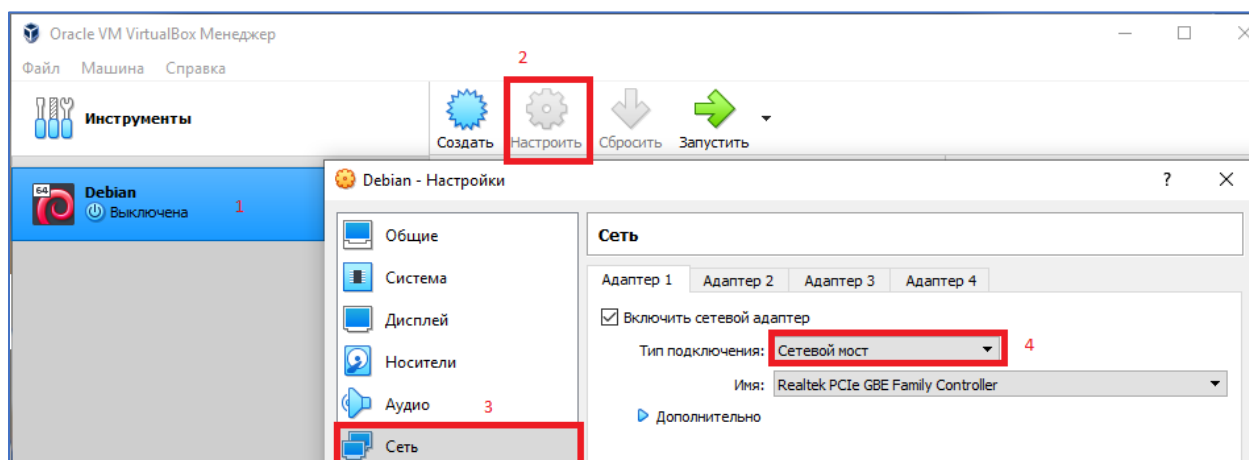 Oracle VM VirtualBox Менеджер
Файл Машина Справка
2
Инструменты
Создать Настроить Сбросить Запустить
64
Debian
Выключена
1
Debian - Настройки
?
Общие
Система
Дисплей
Носители
Аудио
3
Сеть
Сеть
Адаптер 1 Адаптер 2 Адаптер 3 Адаптер 4
Включить сетевой адаптер
Тип подключения: Сетевой мост
4
Имя: Realtek PCIe GBE Family Controller
Дополнительно